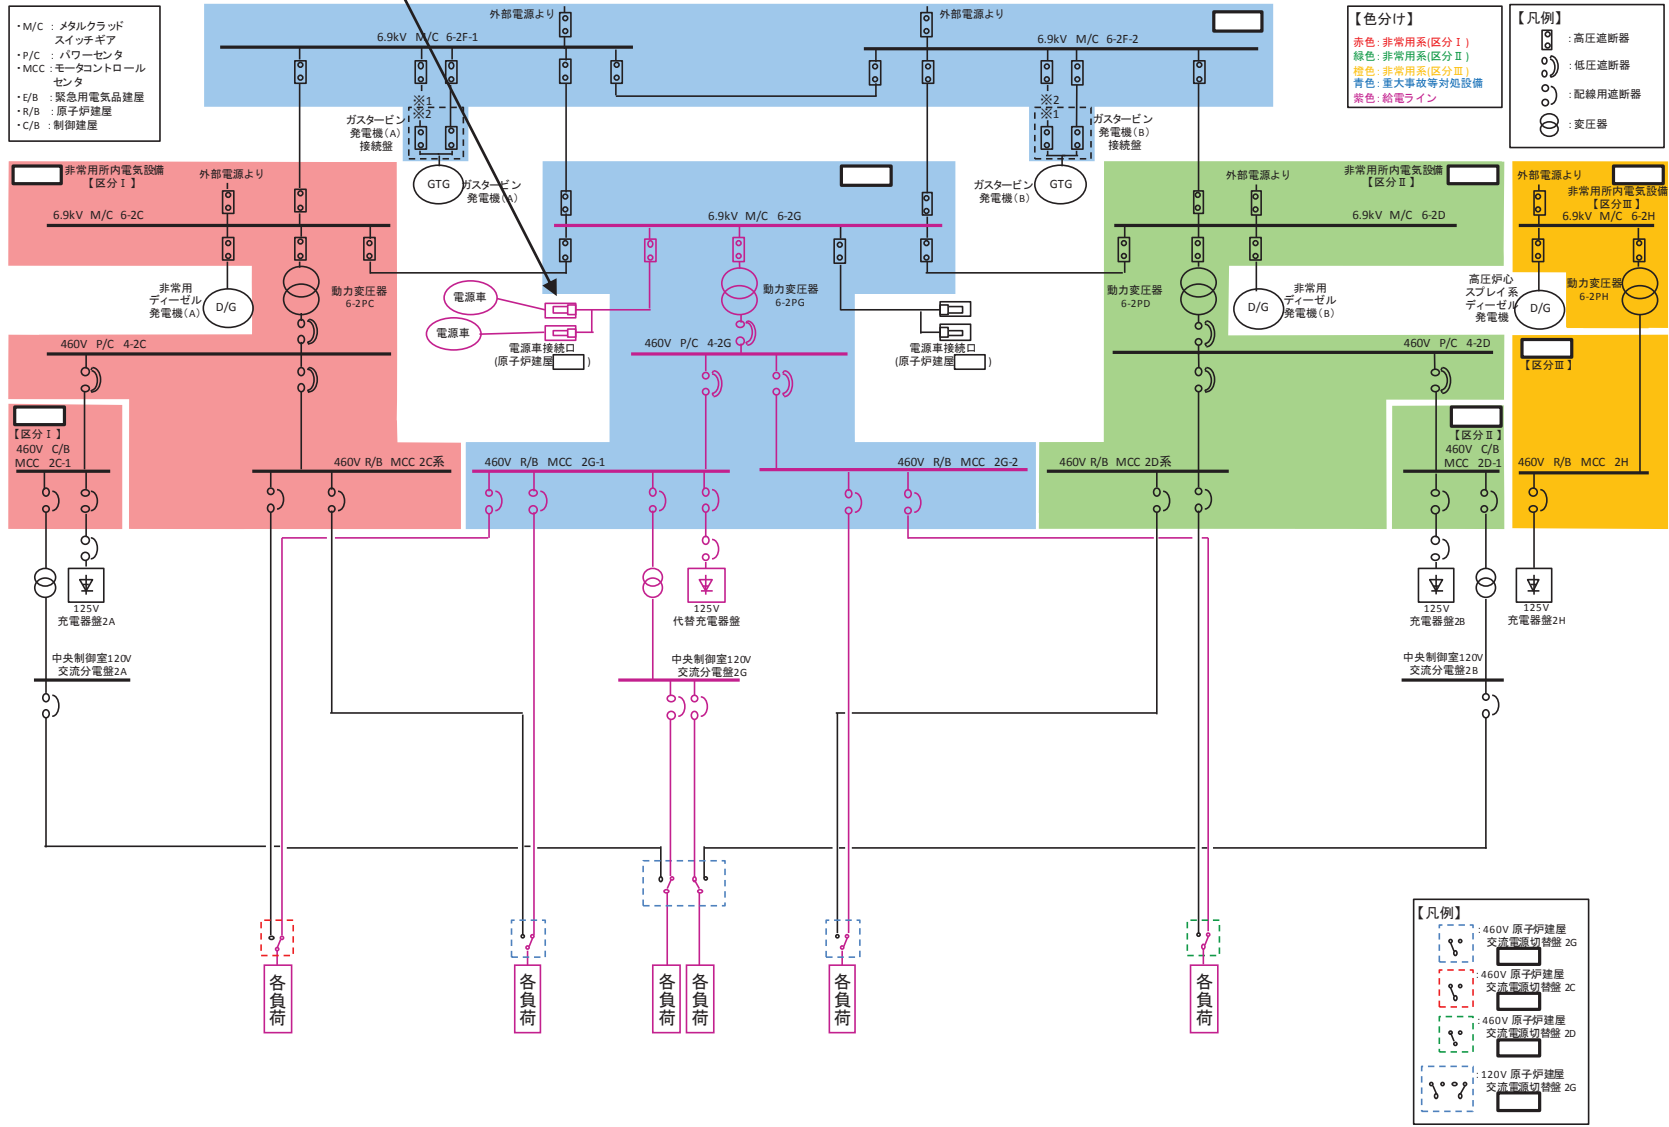 ・M/C ： メタルクラッド
スイッチギア
・P/C ： パワーセンタ
・MCC ：モータコントロール
センタ
・E/B ：緊急用電気品建屋
・R/B ：原子炉建屋
・C/B ：制御建屋
外部電源より
外部電源より
6.9kV M/C 6-2F-1
6.9kV M/C 6-2F-2
【色分け】
赤色：非常用系(区分Ⅰ)
緑色：非常用系(区分Ⅱ)
橙色：非常用系(区分Ⅲ)
青色：重大事故等対処設備
紫色：給電ライン
【凡例】
：高圧遮断器
：低圧遮断器
：配線用遮断器
：変圧器
※1
※2
ガスタービン
発電機(A)
接続盤
※2
※1
ガスタービン
発電機(B)
接続盤
GTG
ガスタービン
発電機(A)
ガスタービン
発電機(B)
GTG
非常用所内電気設備
【区分Ⅰ】
外部電源より
6.9kV M/C 6-2C
6.9kV M/C 6-2G
外部電源より
非常用所内電気設備
【区分Ⅱ】
6.9kV M/C 6-2D
外部電源より
非常用所内電気設備
【区分Ⅲ】
6.9kV M/C 6-2H
非常用
ディーゼル
発電機(A)
D/G
動力変圧器
6-2PC
電源車
電源車
電源車接続口
(原子炉建屋 )
動力変圧器
6-2PG
電源車接続口
(原子炉建屋 )
動力変圧器
6-2PD
D/G
非常用
ディーゼル
発電機(B)
高圧炉心
スプレイ系
ディーゼル
発電機
D/G
動力変圧器
6-2PH
460V P/C 4-2C
460V P/C 4-2G
460V P/C 4-2D
【区分Ⅲ】
【区分Ⅰ】
460V C/B
MCC 2C-1
460V R/B MCC 2C系
460V R/B MCC 2G-1
460V R/B MCC 2G-2
460V R/B MCC 2D系
【区分Ⅱ】
460V C/B
MCC 2D-1
460V R/B MCC 2H
125V
充電器盤2A
125V
代替充電器盤
125V
充電器盤2B
125V
充電器盤2H
中央制御室120V
交流分電盤2A
中央制御室120V
交流分電盤2G
中央制御室120V
交流分電盤2B
各負荷
各負荷
各負荷
各負荷
各負荷
各負荷
【凡例】
：460V 原子炉建屋
交流電源切替盤 2G
：460V 原子炉建屋
交流電源切替盤 2C
：460V 原子炉建屋
交流電源切替盤 2D
：120V 原子炉建屋
交流電源切替盤 2G